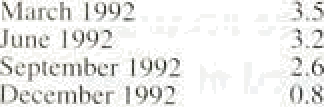 March 1992 3.5
June 1992 3.2
September 1992 2.6
December 1992 0.8